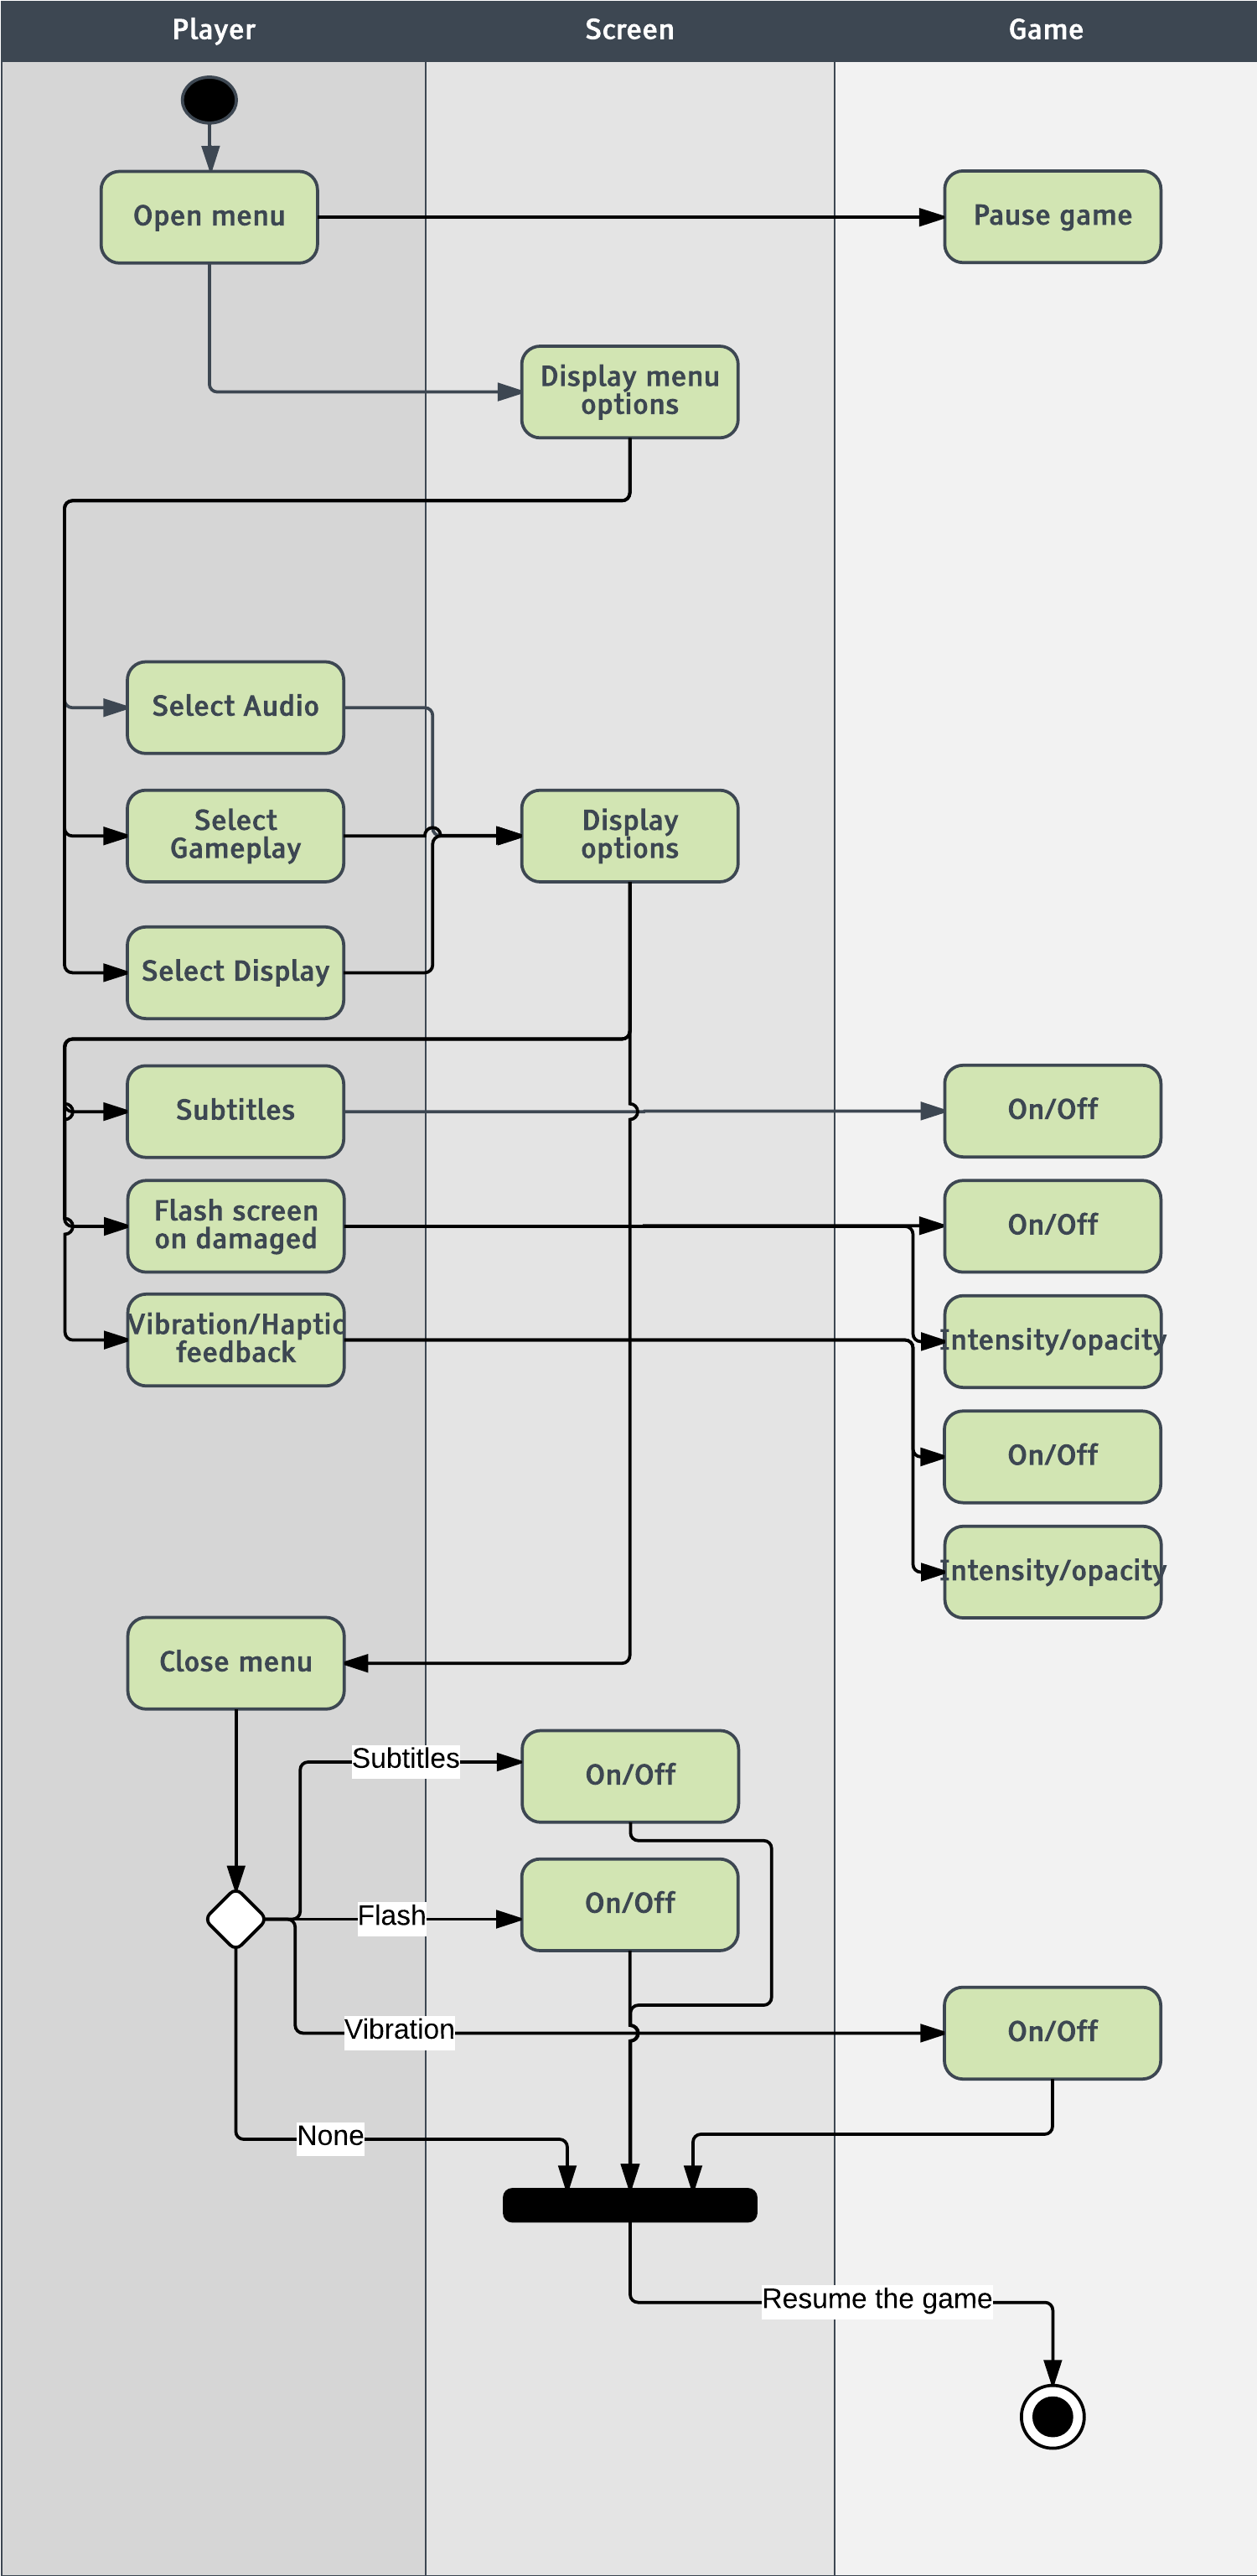 Player
Screen
Game
Open menu
Pause game
Display menu
options
Select Audio
Select
Gameplay
Display
options
Select Display
Subtitles
On/Off
Flash screen
on damaged
On/Off
Vibration/Haptic
feedback
Intensity/opacity
On/Off
Intensity/opacity
Close menu
Subtitles
On/Off
Flash
On/Off
Vibration
On/Off
None
Resume the game